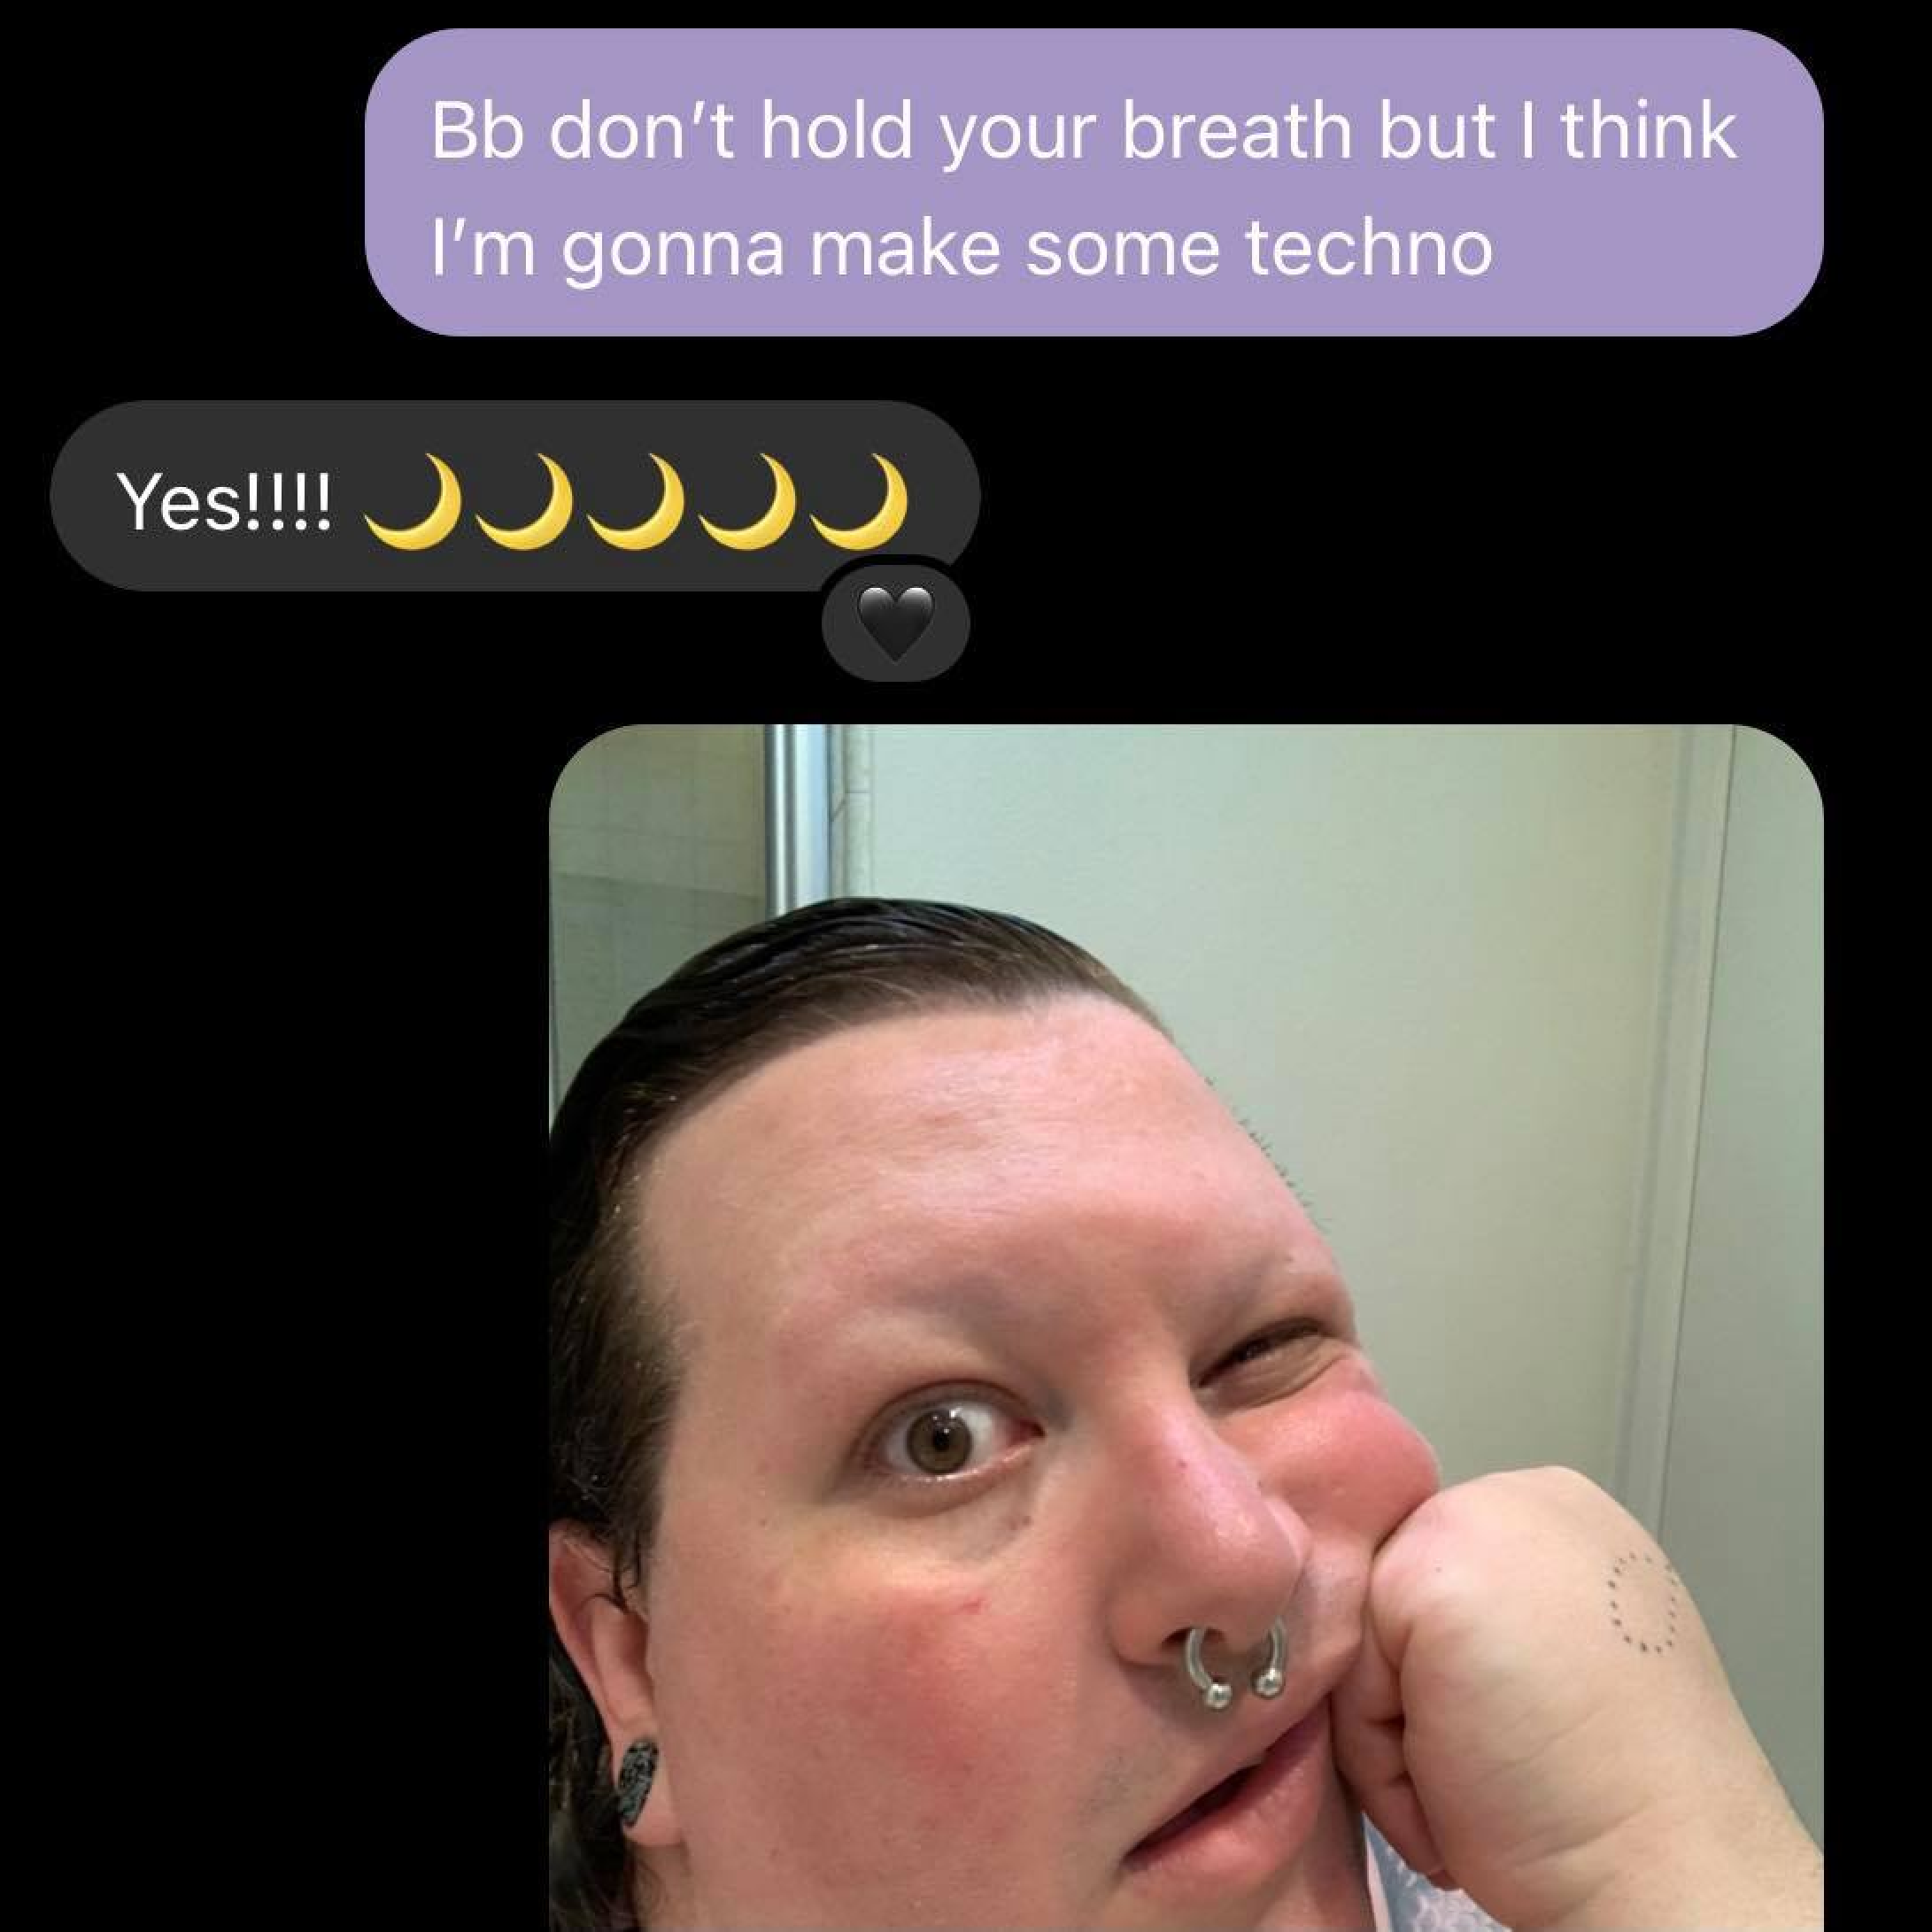 Bb don’t hold your breath but I think
I’m gonna make some techno
Yes!!!! 🌙🌙🌙🌙🌙
🖤